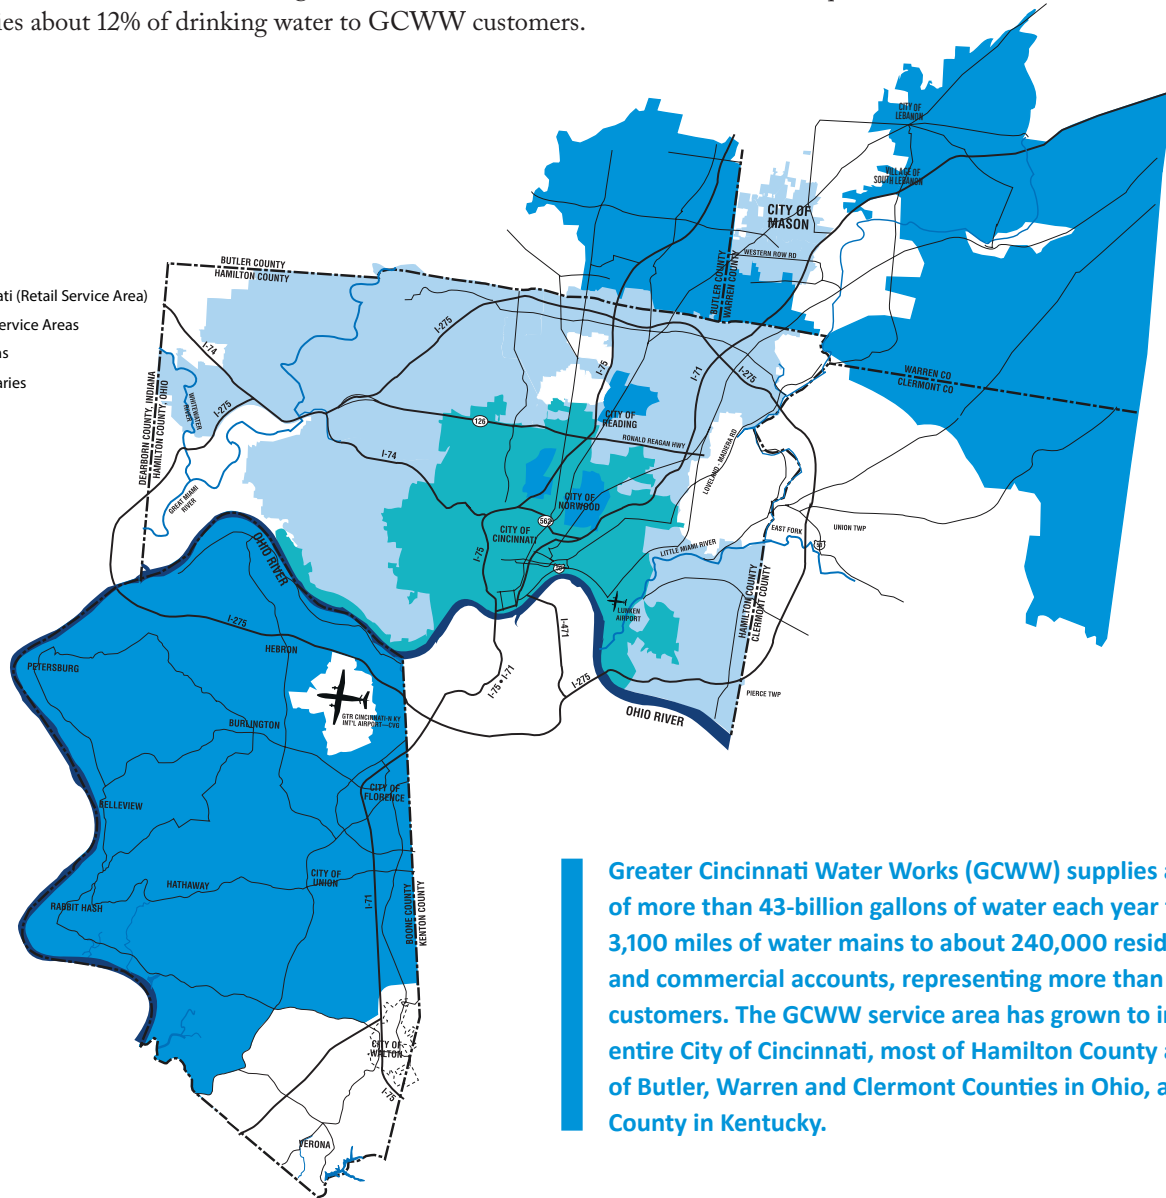 ies about 12% of drinking water to GCWW customers.
ati (Retail Service Area)
ervice Areas
as
aries
CITY OF
LEBANON
VILLAGE OF
SOUTH LEBANON
CITY OF
MASON
WESTERN ROW RD
BUTLER COUNTY
WARREN COUNTY
BUTLER COUNTY
HAMILTON COUNTY
I-275
I-74
I-75
I-71
I-275
WARREN CO
CLERMONT CO
DEARBORN COUNTY, INDIANA
HAMILTON COUNTY, OHIO
WHITEWATER
RIVER
I-275
126
CITY OF
READING
RONALD REAGAN HWY
LOVELAND - MADIERA RD
I-74
GREAT MIAMI
RIVER
CITY OF
NORWOOD
562
CITY OF
CINCINNATI
I-75
50
LITTLE MIAMI RIVER
EAST FORK
UNION TWP
50
OHIO RIVER
HAMILTON COUNTY
CLERMONT COUNTY
LUNKEN
AIRPORT
I-471
I-275
HEBRON
PETERSBURG
I-75 • I-71
I-275
PIERCE TWP
OHIO RIVER
BURLINGTON
GTR CINCINNATI-N KY
INT'L AIRPORT—CVG
BELLEVIEW
CITY OF
FLORENCE
HATHAWAY
CITY OF
UNION
RABBIT HASH
I-71
BOONE COUNTY
KENTON COUNTY
CITY OF
WALTON
I-75
VERONA
Greater Cincinnati Water Works (GCWW) supplies a
of more than 43-billion gallons of water each year
3,100 miles of water mains to about 240,000 resid
and commercial accounts, representing more than
customers. The GCWW service area has grown to in
entire City of Cincinnati, most of Hamilton County a
of Butler, Warren and Clermont Counties in Ohio, a
County in Kentucky.